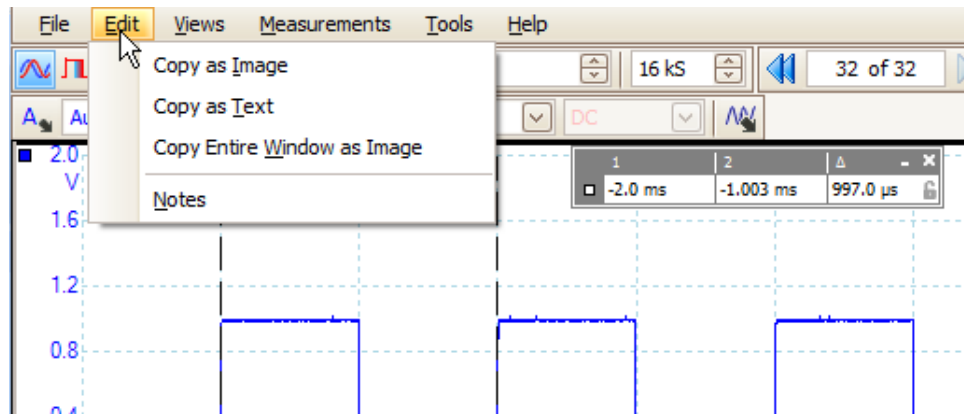 File Edit Views Measurements Tools Help
Copy as Image
Copy as Text
Copy Entire Window as Image
Notes
16 kS
32 of 32
A
DC
2.0
V
1.6
1.2
0.8
0.4
1 2 Δ
-2.0 ms -1.003 ms 997.0 µs